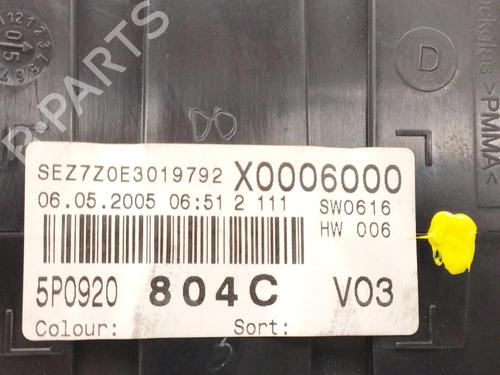 SEZ7Z0E3019792 X0006000
06.05.2005 06:51 2 111 SW0616
HW 006
5P0920 804C V03
Colour: Sort:
D
>PMMA<
B-PARTS